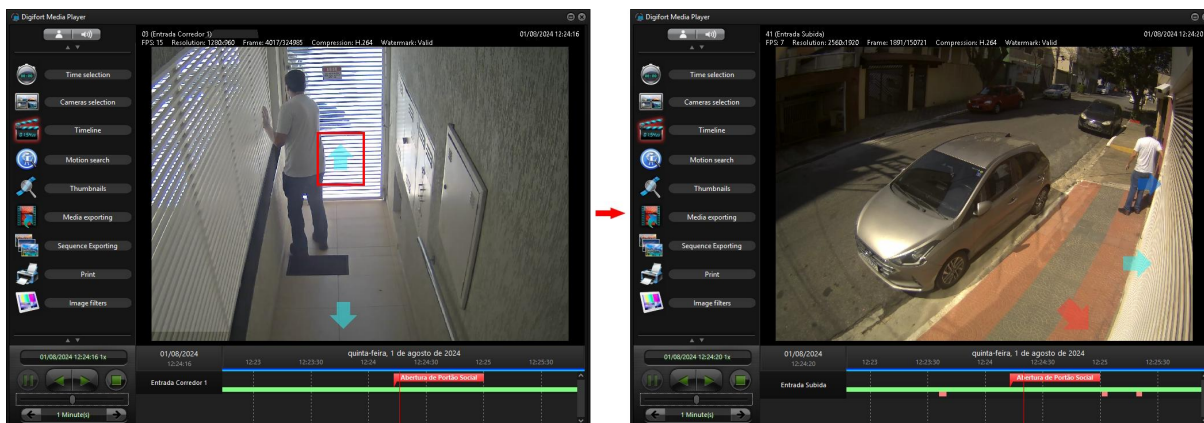 Digifort Media Player
Time selection
Cameras selection
Timeline
Motion search
Thumbnails
Media exporting
Sequence Exporting
Print
Image filters
01/08/2024 12:24:16 1x
1 Minute(s)
03 (Entrada Corredor 1)
01/08/2024 12:24:16
FPS: 15 Resolution: 1280x960 Frame: 4017/324985 Compression: H.264 Watermark: Valid
01/08/2024
12:24:16
quinta-feira, 1 de agosto de 2024
12:23 12:23:30 12:24 12:24:30 12:25 12:25:30
Entrada Corredor 1
Abertura de Portão Social
Digifort Media Player
Time selection
Cameras selection
Timeline
Motion search
Thumbnails
Media exporting
Sequence Exporting
Print
Image filters
01/08/2024 12:24:20 1x
1 Minute(s)
41 (Entrada Subida)
01/08/2024 12:24:20
FPS: 7 Resolution: 2560x1920 Frame: 1891/150721 Compression: H.264 Watermark: Valid
01/08/2024
12:24:20
quinta-feira, 1 de agosto de 2024
12:23 12:23:30 12:24 12:24:30 12:25 12:25:30
Entrada Subida
Abertura de Portão Social